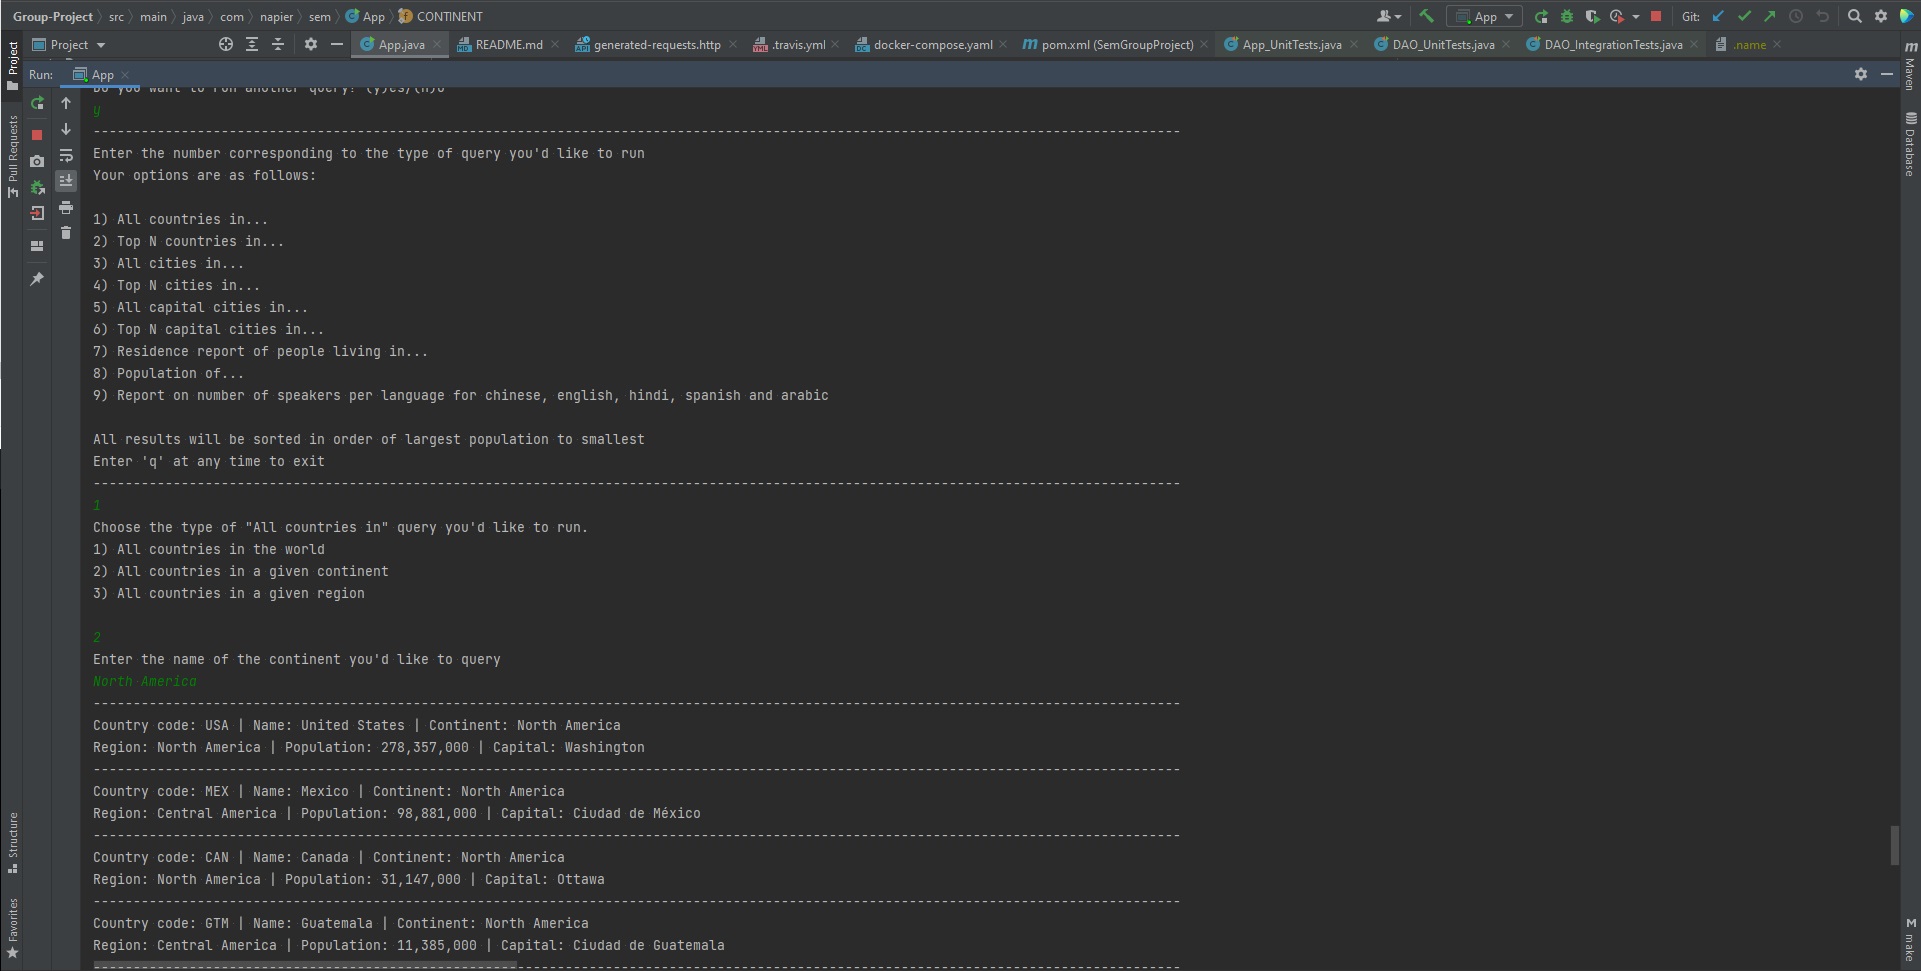 Group-Project src main java com napier sem App CONTINENT
App Git:
Project App.java README.md generated-requests.http .travis.yml docker-compose.yaml pom.xml (SemGroupProject) App_UnitTests.java DAO_UnitTests.java DAO_IntegrationTests.java .name
Run: App
Do you want to run another query? (y)es/(n)o
y
----------------------------------------------------------------------------------------------------------------------------------------
Enter the number corresponding to the type of query you'd like to run
Your options are as follows:
1) All countries in...
2) Top N countries in...
3) All cities in...
4) Top N cities in...
5) All capital cities in...
6) Top N capital cities in...
7) Residence report of people living in...
8) Population of...
9) Report on number of speakers per language for chinese, english, hindi, spanish and arabic
All results will be sorted in order of largest population to smallest
Enter 'q' at any time to exit
----------------------------------------------------------------------------------------------------------------------------------------
1
Choose the type of "All countries in" query you'd like to run.
1) All countries in the world
2) All countries in a given continent
3) All countries in a given region
2
Enter the name of the continent you'd like to query
North America
----------------------------------------------------------------------------------------------------------------------------------------
Country code: USA | Name: United States | Continent: North America
Region: North America | Population: 278,357,000 | Capital: Washington
----------------------------------------------------------------------------------------------------------------------------------------
Country code: MEX | Name: Mexico | Continent: North America
Region: Central America | Population: 98,881,000 | Capital: Ciudad de México
----------------------------------------------------------------------------------------------------------------------------------------
Country code: CAN | Name: Canada | Continent: North America
Region: North America | Population: 31,147,000 | Capital: Ottawa
----------------------------------------------------------------------------------------------------------------------------------------
Country code: GTM | Name: Guatemala | Continent: North America
Region: Central America | Population: 11,385,000 | Capital: Ciudad de Guatemala
----------------------------------------------------------------------------------------------------------------------------------------
Project
Pull Requests
Structure
Favorites
Maven
Database
make